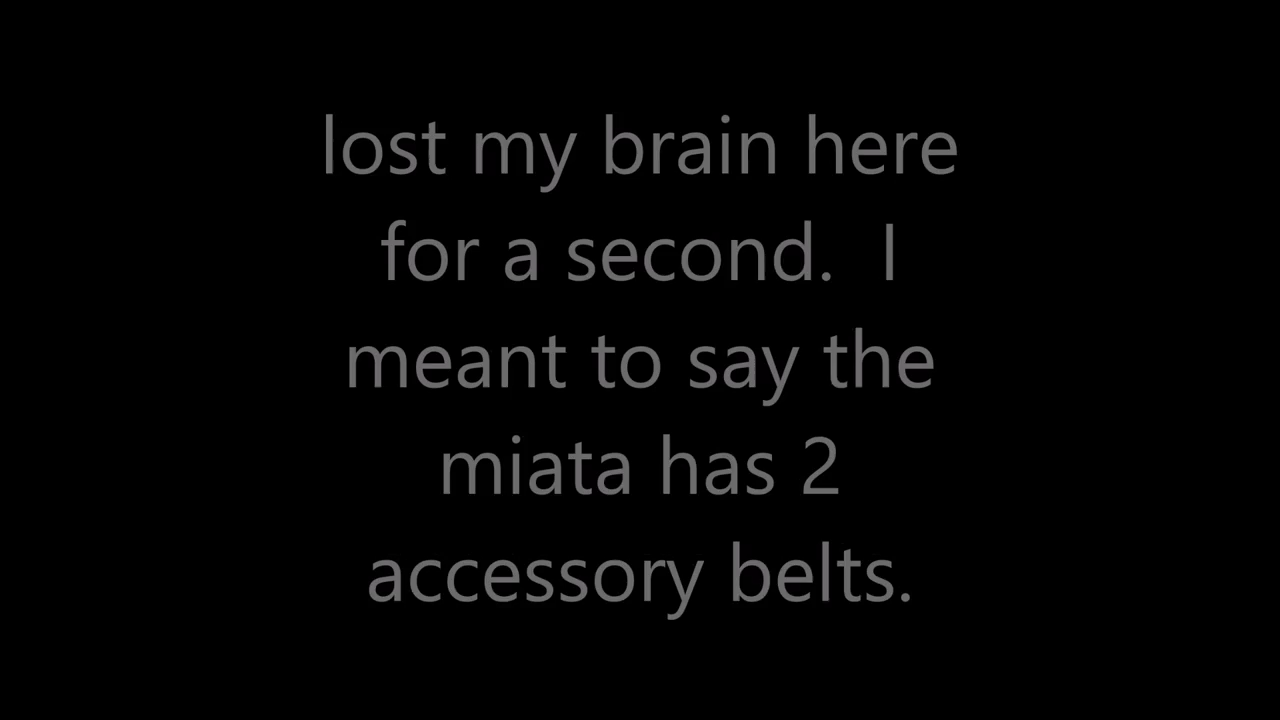 lost my brain here
for a second.  I
meant to say the
miata has 2
accessory belts.